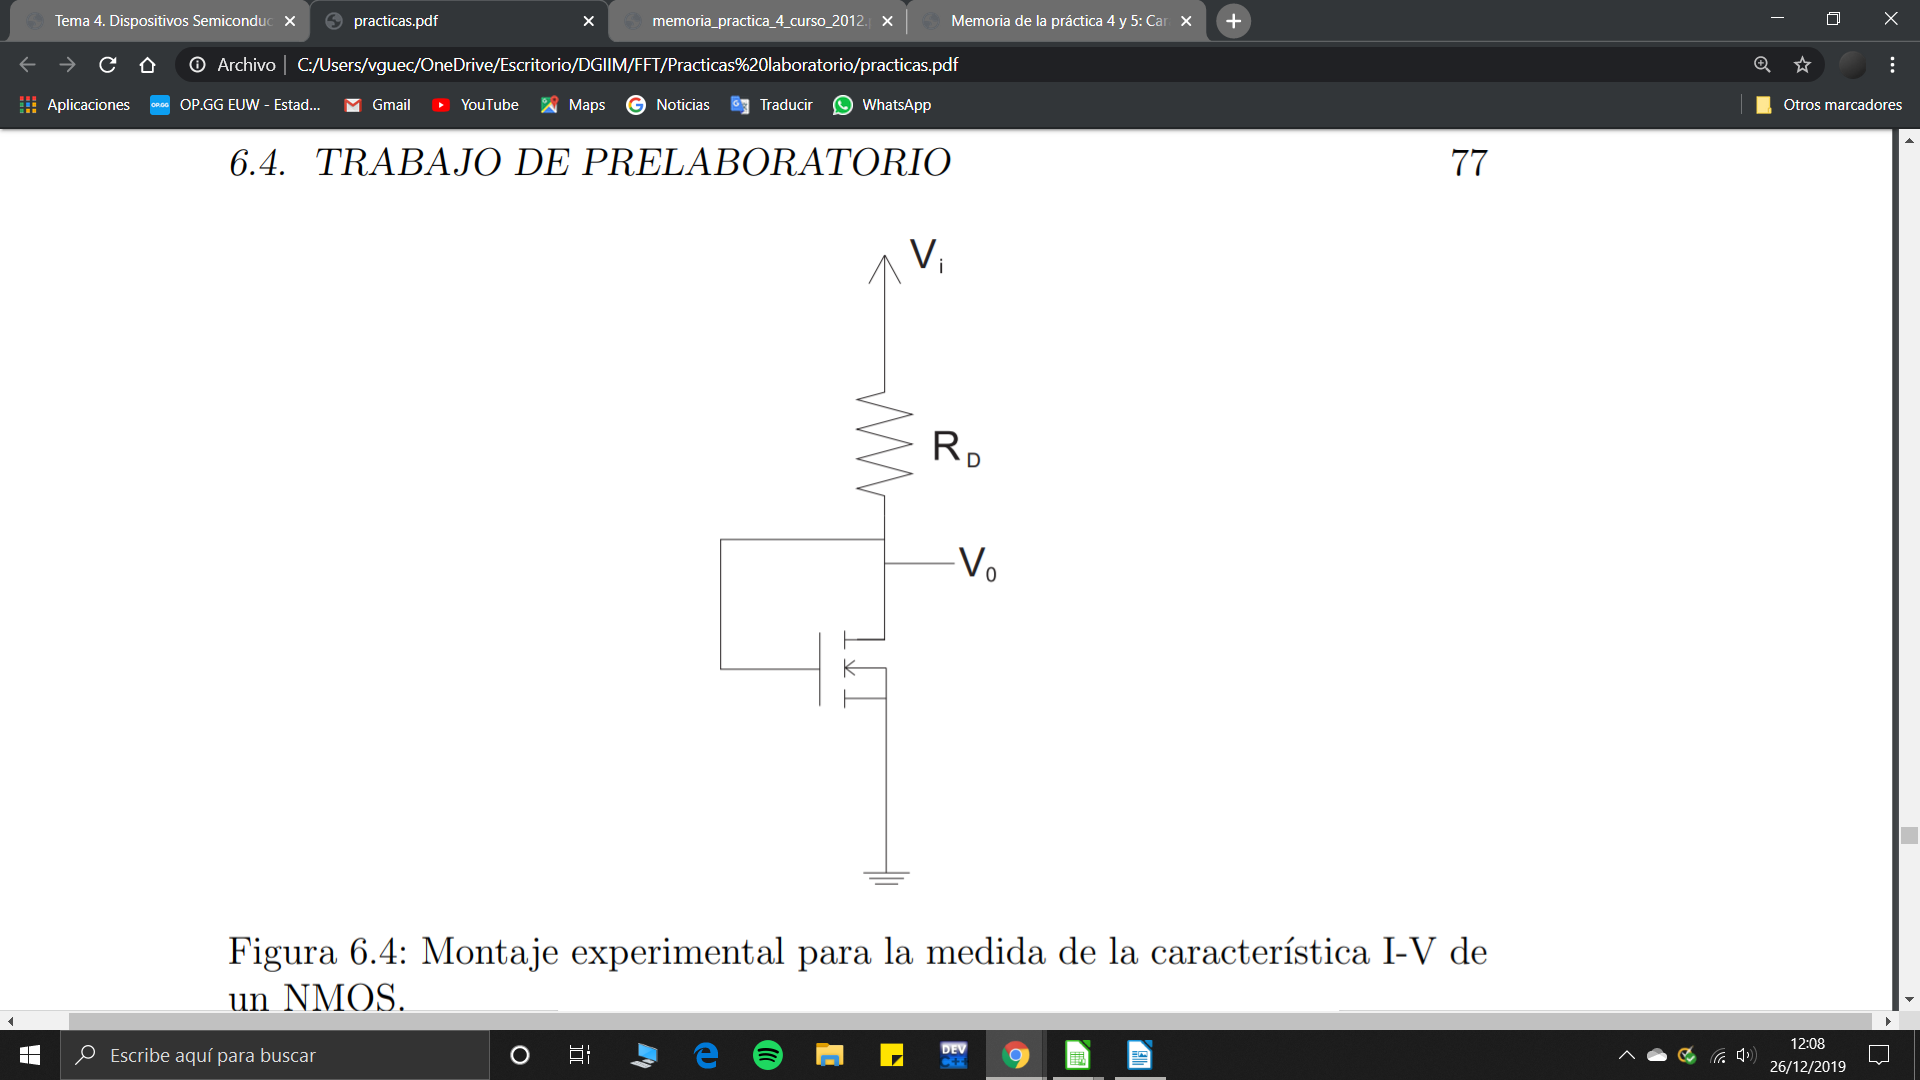 Tema 4. Dispositivos Semiconduc
practicas.pdf
memoria_practica_4_curso_2012.
Memoria de la práctica 4 y 5: Car
Archivo
C:/Users/vguec/OneDrive/Escritorio/DGIIM/FFT/Practicas%20laboratorio/practicas.pdf
Aplicaciones
OP.GG
OP.GG EUW - Estad...
Gmail
YouTube
Maps
Noticias
Traducir
WhatsApp
Otros marcadores
6.4. TRABAJO DE PRELABORATORIO 77
Vi
RD
V0
Figura 6.4: Montaje experimental para la medida de la característica I-V de
un NMOS.
Escribe aquí para buscar
DEV
C++
12:08
26/12/2019